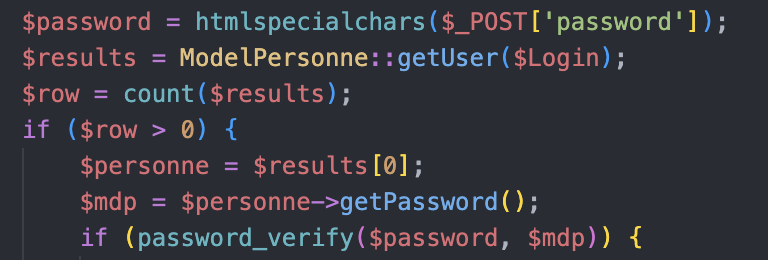 $password = htmlspecialchars($_POST['password']);
$results = ModelPersonne::getUser($Login);
$row = count($results);
if ($row > 0) {
$personne = $results[0];
$mdp = $personne->getPassword();
if (password_verify($password, $mdp)) {